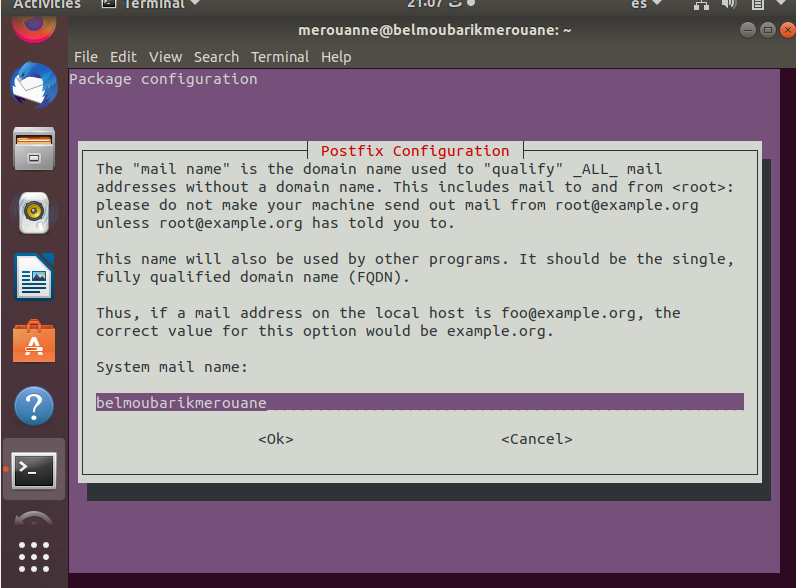 Activities Terminal 21:07 es
merouanne@belmoubarikmerouane: ~
File Edit View Search Terminal Help
Package configuration
Postfix Configuration
The "mail name" is the domain name used to "qualify" _ALL_ mail
addresses without a domain name. This includes mail to and from <root>:
please do not make your machine send out mail from root@example.org
unless root@example.org has told you to.
This name will also be used by other programs. It should be the single,
fully qualified domain name (FQDN).
Thus, if a mail address on the local host is foo@example.org, the
correct value for this option would be example.org.
System mail name:
belmoubarikmerouane
<Ok> <Cancel>